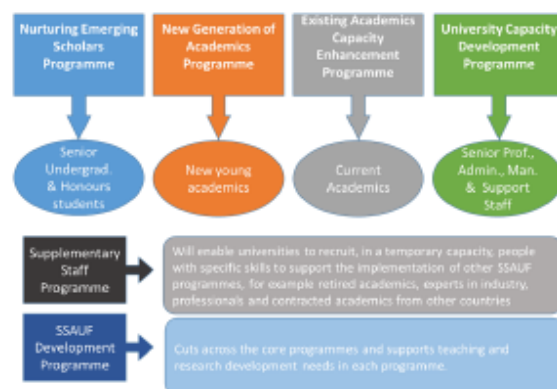 Nurturing Emerging
Scholars
Programme
New Generation of
Academics
Programme
Existing Academics
Capacity
Enhancement
Programme
University Capacity
Development
Programme
Senior
Undergrad.
& Honours
students
New young
academics
Current
Academics
Senior Prof.,
Admin., Man.
& Support
Staff
Supplementary
Staff
Programme
Will enable universities to recruit, in a temporary capacity, people
with specific skills to support the implementation of other SSAUF
programmes, for example retired academics, experts in industry,
professionals and contracted academics from other countries
SSAUF
Development
Programme
Cuts across the core programmes and supports teaching and
research development needs in each programme.